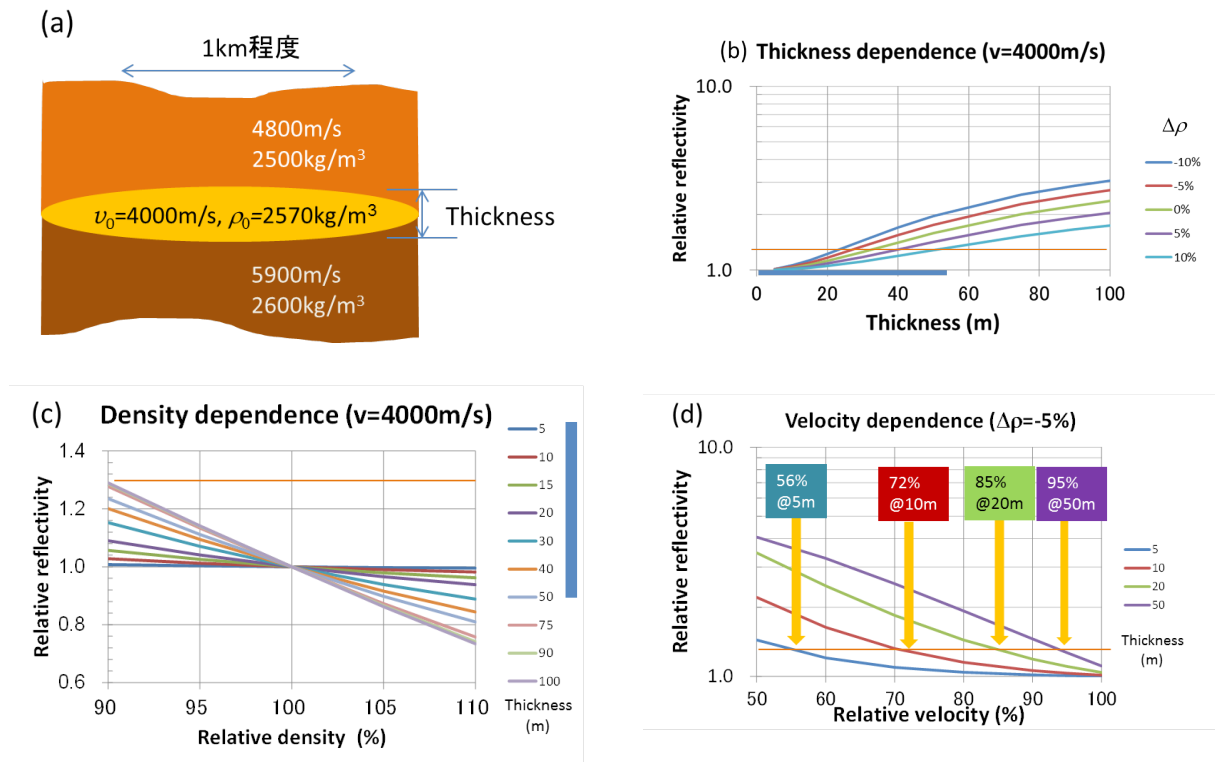 (a)
1km程度
4800m/s
2500kg/m³
υ₀=4000m/s, ρ₀=2570kg/m³
Thickness
5900m/s
2600kg/m³
(b)
Thickness dependence (v=4000m/s)
Relative reflectivity
10.0
1.0
0
20
40
60
80
100
Thickness (m)
Δρ
-10%
-5%
0%
5%
10%
(c)
Density dependence (v=4000m/s)
Relative reflectivity
1.4
1.2
1.0
0.8
0.6
90
95
100
105
110
Relative density (%)
5
10
15
20
30
40
50
75
90
100
Thickness
(m)
(d)
Velocity dependence (Δρ=-5%)
Relative reflectivity
10.0
1.0
56%
@5m
72%
@10m
85%
@20m
95%
@50m
50
60
70
80
90
100
Relative velocity (%)
5
10
20
50
Thickness
(m)